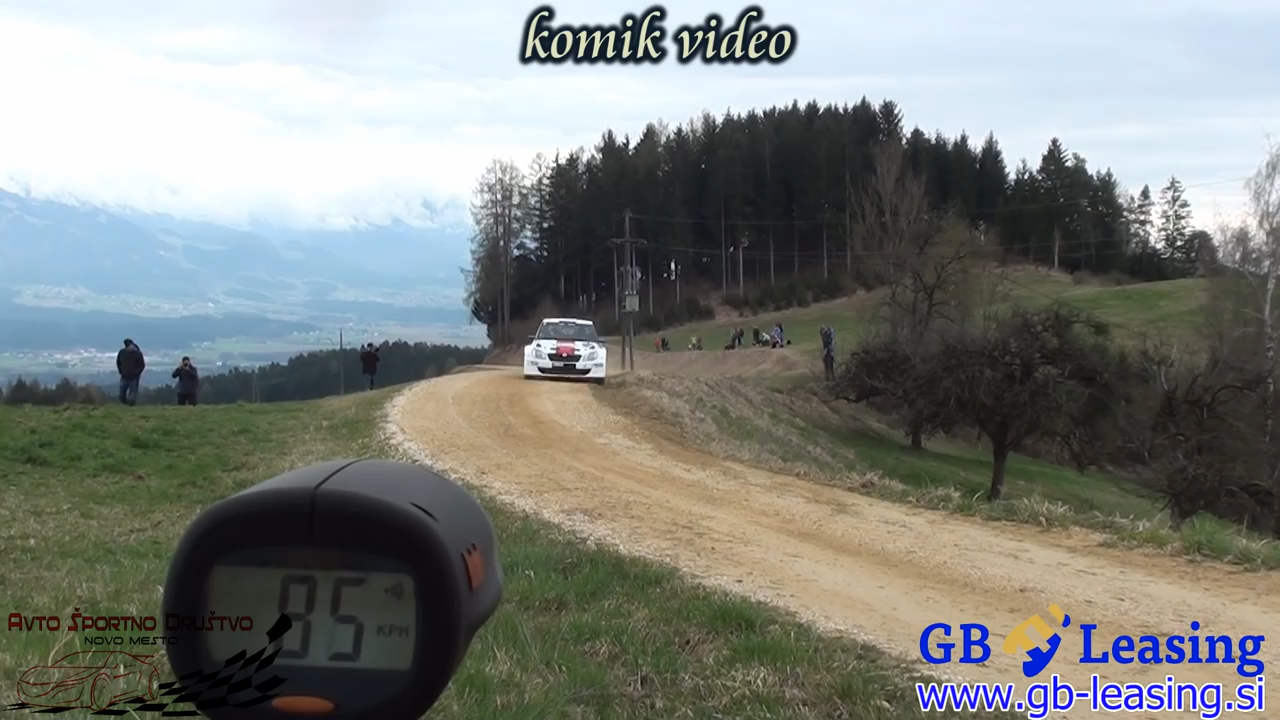 komik video
85
KPH
Avto Športno Društvo
Novo mesto
GB Leasing
www.gb-leasing.si